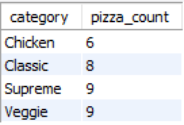 category pizza_count
Chicken 6
Classic 8
Supreme 9
Veggie 9